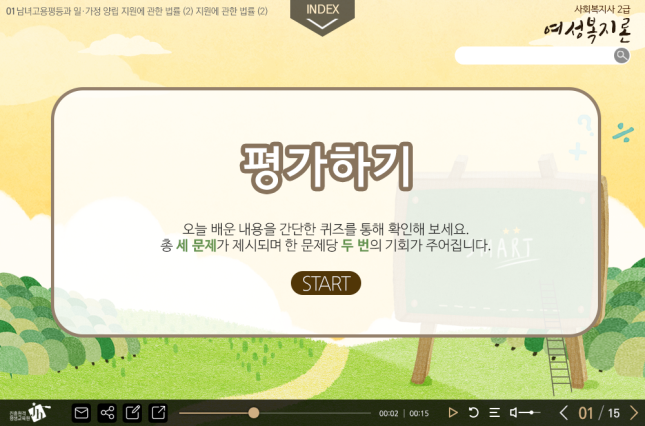 01 남녀고용평등과 일·가정 양립 지원에 관한 법률 (2) 지원에 관한 법률 (2)
INDEX
사회복지사 2급
여성복지론
평가하기
오늘 배운 내용을 간단한 퀴즈를 통해 확인해 보세요.
총 세 문제가 제시되며 한 문제당 두 번의 기회가 주어집니다.
SMART
START
00:02 | 00:15
01 / 15